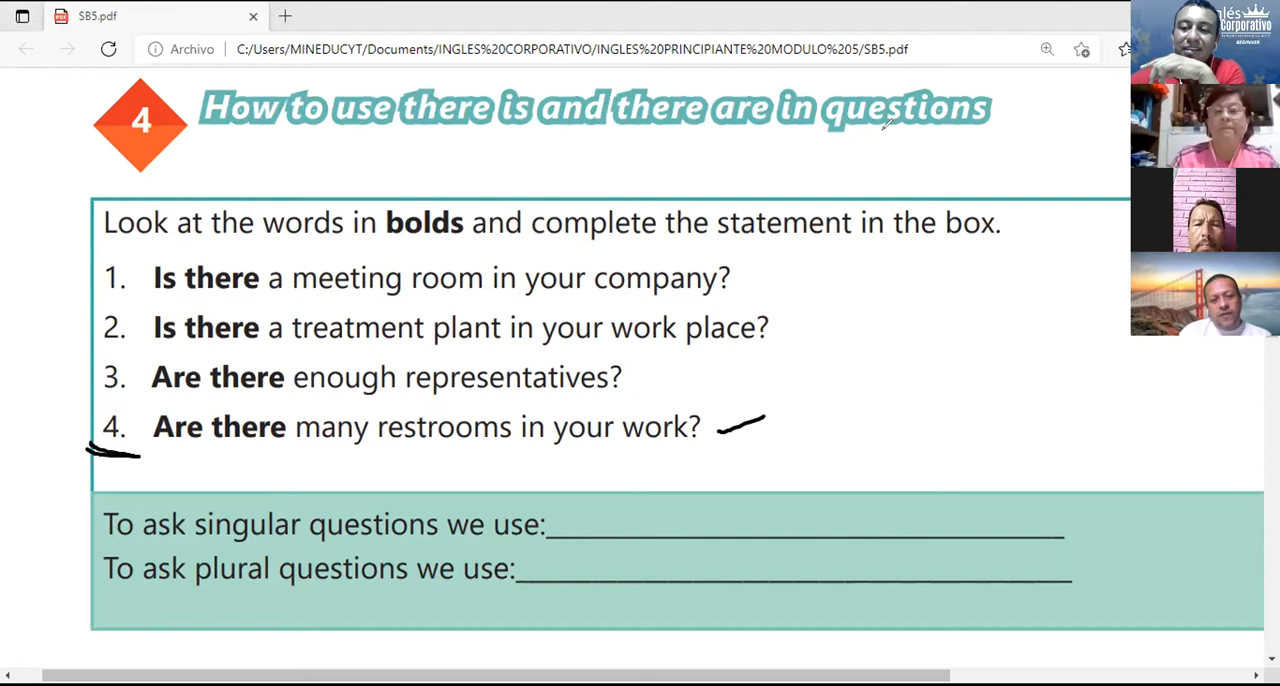 SB5.pdf
Archivo
C:/Users/MINEDUCYT/Documents/INGLES%20CORPORATIVO/INGLES%20PRINCIPIANTE%20MODULO%205/SB5.pdf
glés
Corporativo
BEGINNER
4
How to use there is and there are in questions
Look at the words in bolds and complete the statement in the box.
1. Is there a meeting room in your company?
2. Is there a treatment plant in your work place?
3. Are there enough representatives?
4. Are there many restrooms in your work?
To ask singular questions we use:
To ask plural questions we use: